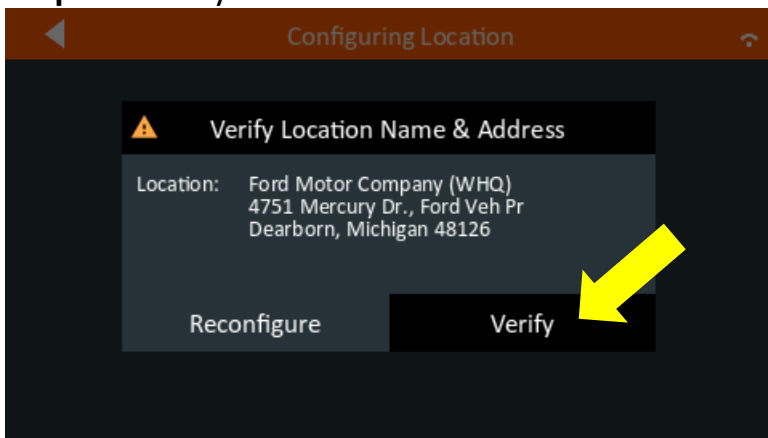 Configuring Location
Verify Location Name & Address
Location: Ford Motor Company (WHQ)
4751 Mercury Dr., Ford Veh Pr
Dearborn, Michigan 48126
Reconfigure Verify